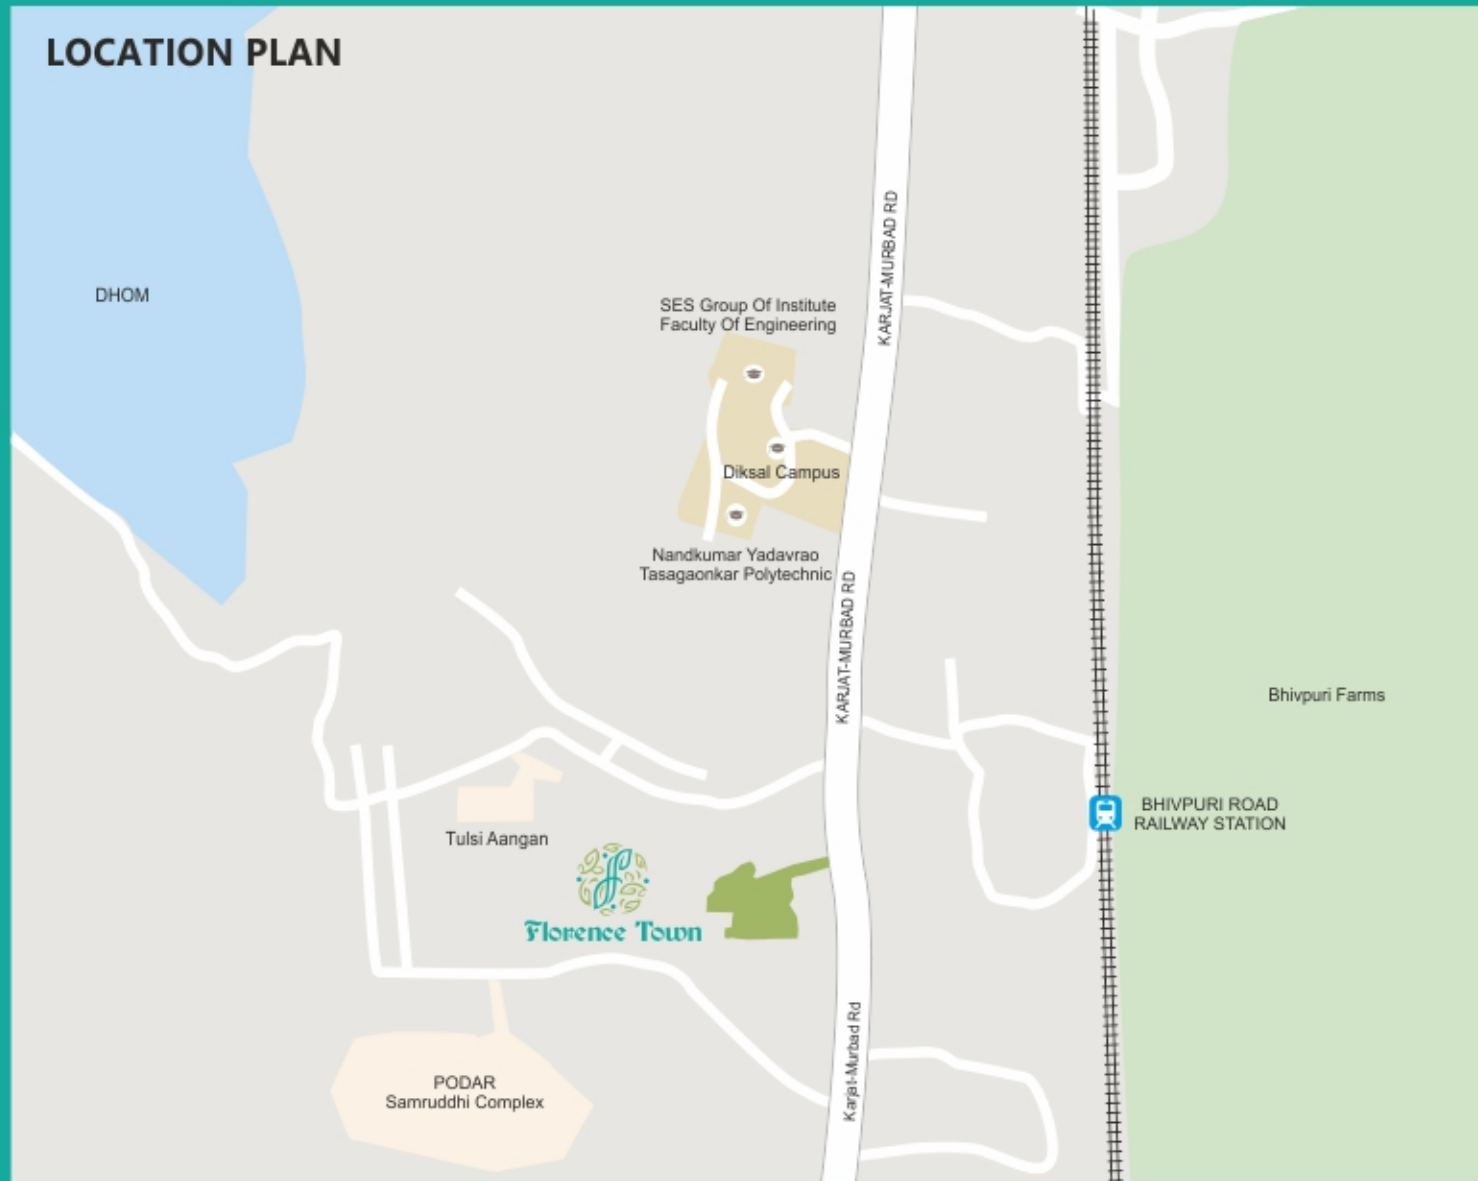 LOCATION PLAN
KARJAT-MURBAD RD
DHOM
SES Group Of Institute
Faculty Of Engineering
Diksal Campus
Nandkumar Yadavrao
Tasagaonkar Polytechnic
KARJAT-MURBAD RD
Bhivpuri Farms
BHIVPURI ROAD
RAILWAY STATION
Tulsi Aangan
Florence Town
Karjat-Murbad Rd
PODAR
Samruddhi Complex